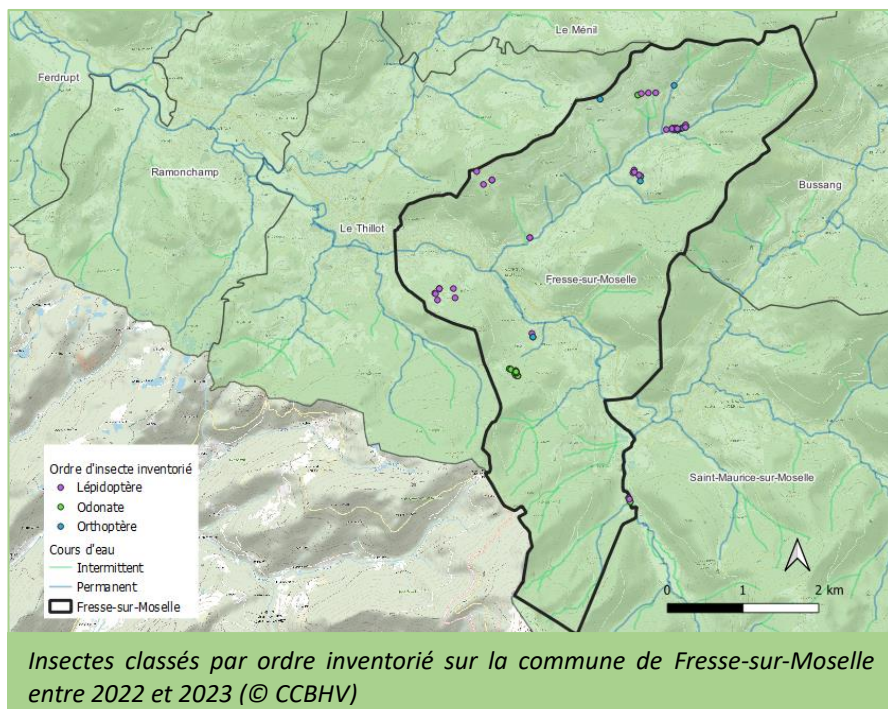 Le Ménil
Ferdrupt
Ramonchamp
Bussang
Le Thillot
Fresse-sur-Moselle
Saint-Maurice-sur-Moselle
Ordre d'insecte inventorié
Lépidoptère
Odonate
Orthoptère
Cours d'eau
Intermittent
Permanent
Fresse-sur-Moselle
0 1 2 km
Insectes classés par ordre inventorié sur la commune de Fresse-sur-Moselle
entre 2022 et 2023 (© CCBHV)